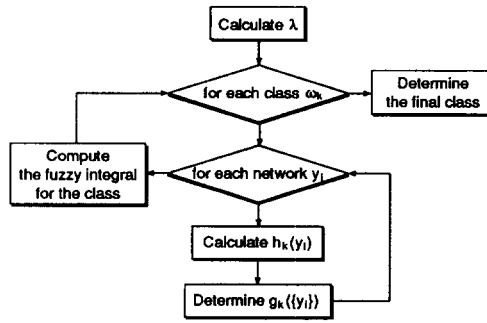 Calculate λ
for each class ωk
Determine
the final class
Compute
the fuzzy integral
for the class
for each network yi
Calculate hk(yi)
Determine gk({yi})